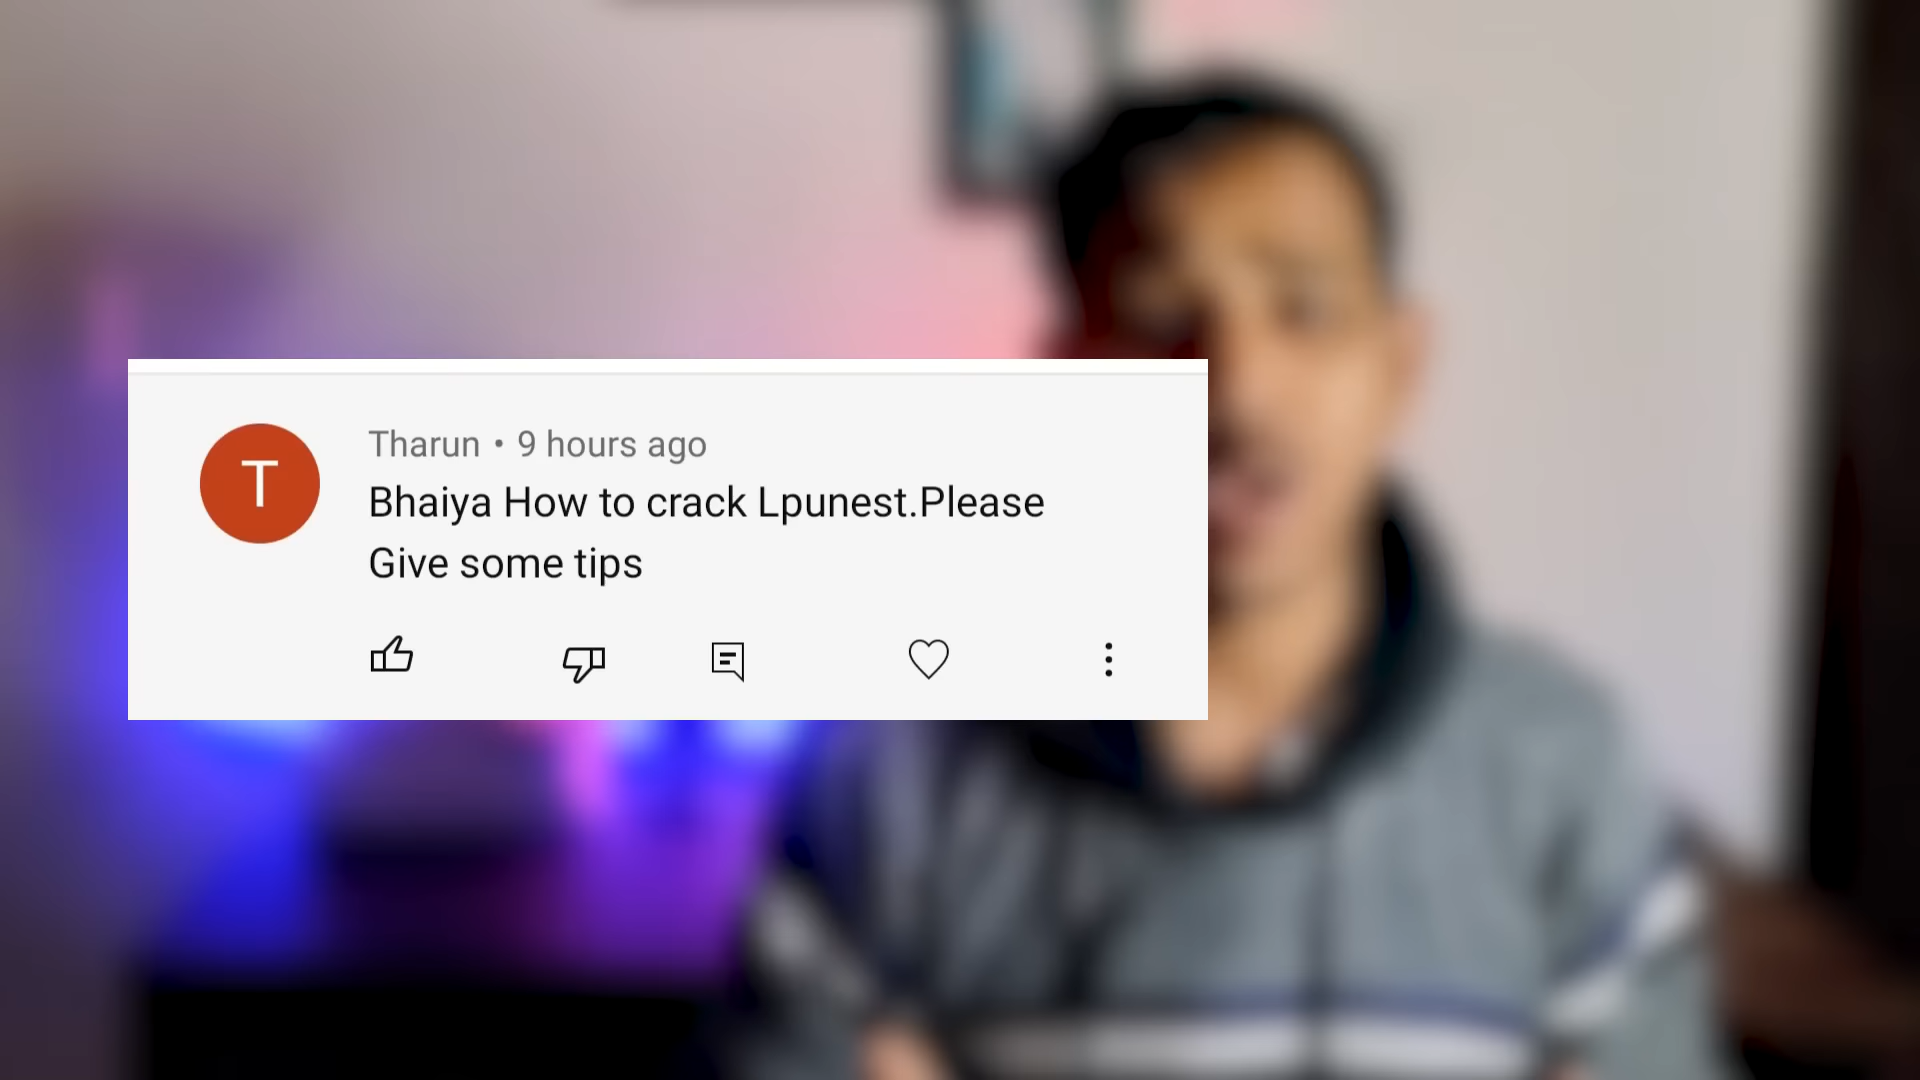 T
Tharun • 9 hours ago
Bhaiya How to crack Lpunest.Please
Give some tips